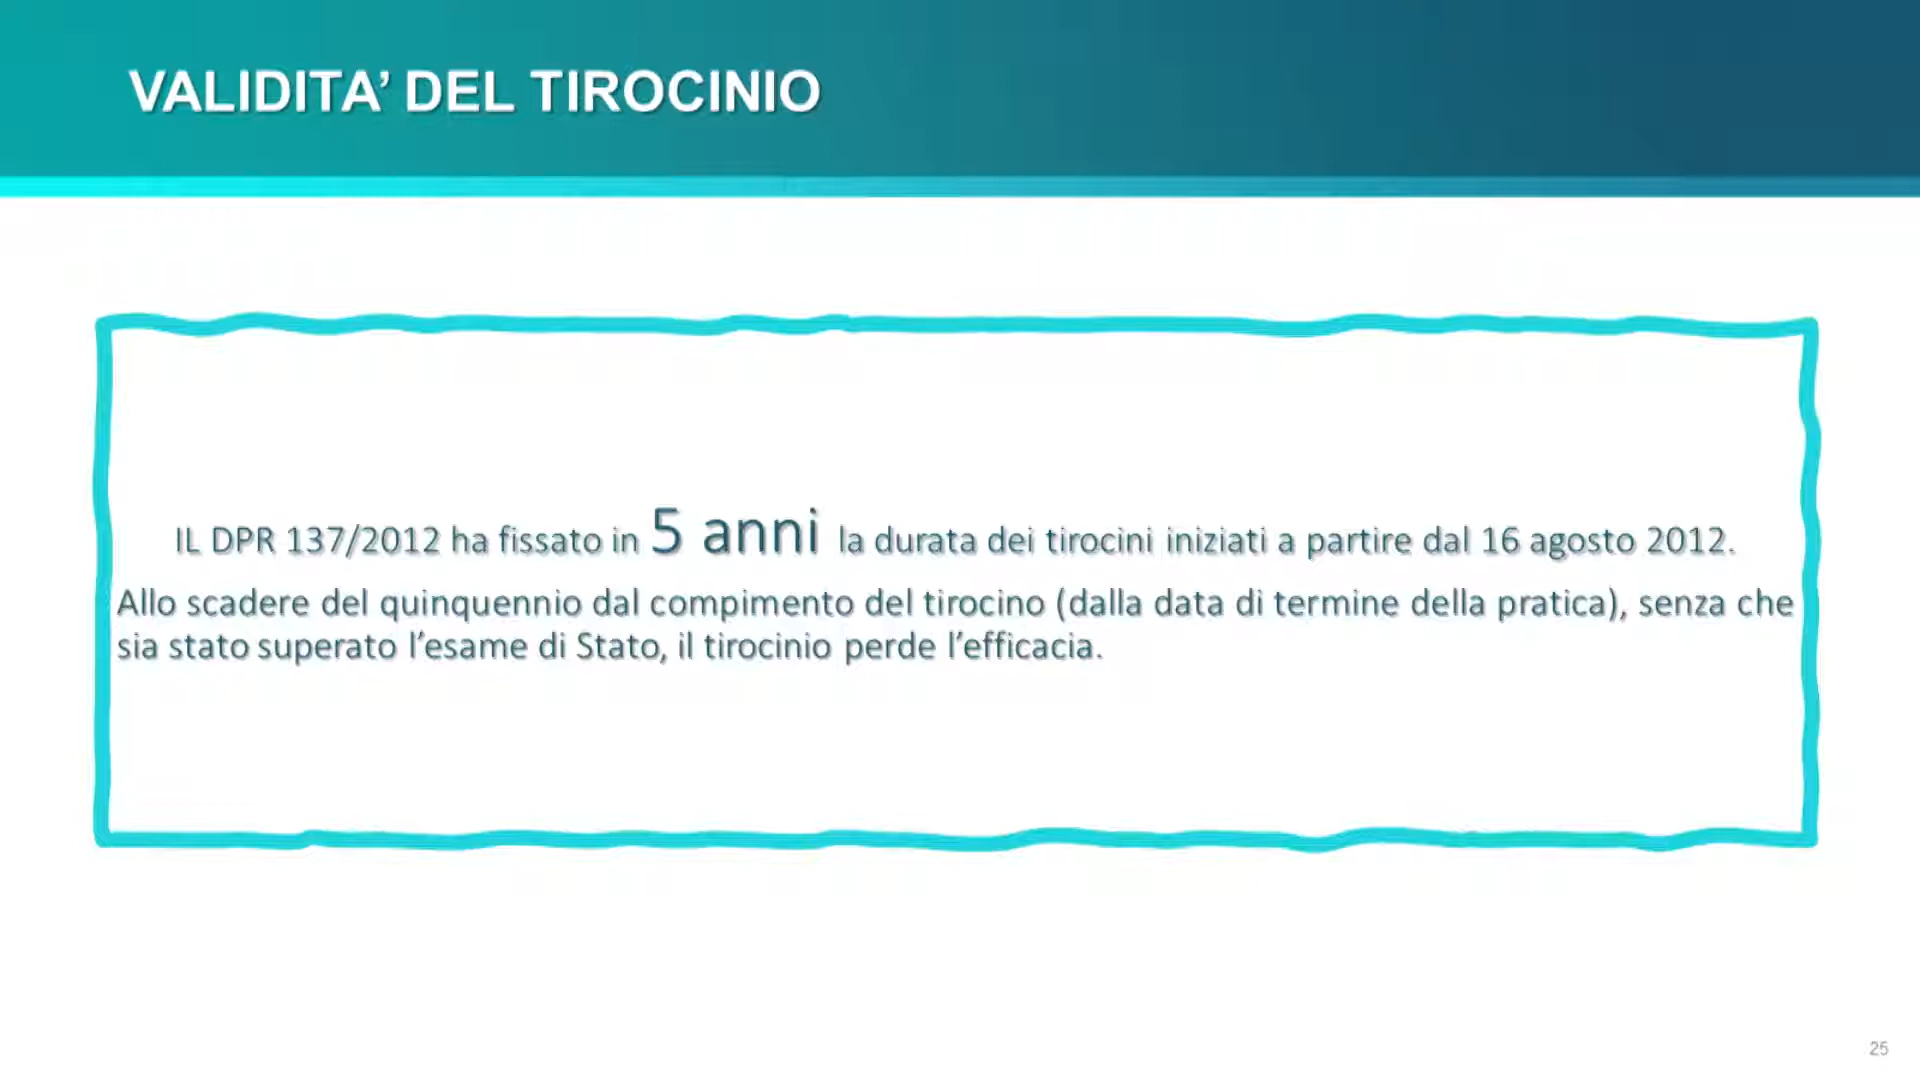 VALIDITA’ DEL TIROCINIO
IL DPR 137/2012 ha fissato in 5 anni la durata dei tirocini iniziati a partire dal 16 agosto 2012.
Allo scadere del quinquennio dal compimento del tirocino (dalla data di termine della pratica), senza che
sia stato superato l’esame di Stato, il tirocinio perde l’efficacia.
25